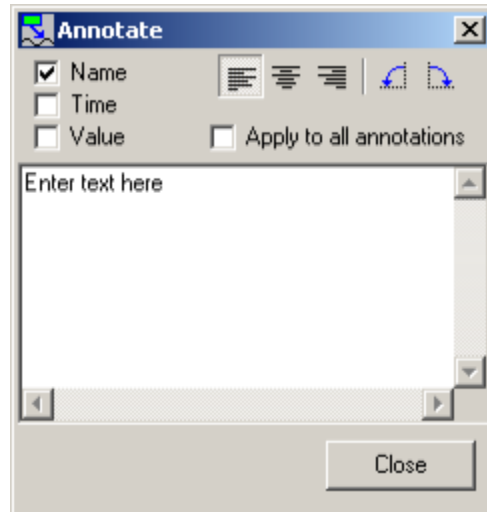 Annotate
Name
Time
Value
Apply to all annotations
Enter text here
Close